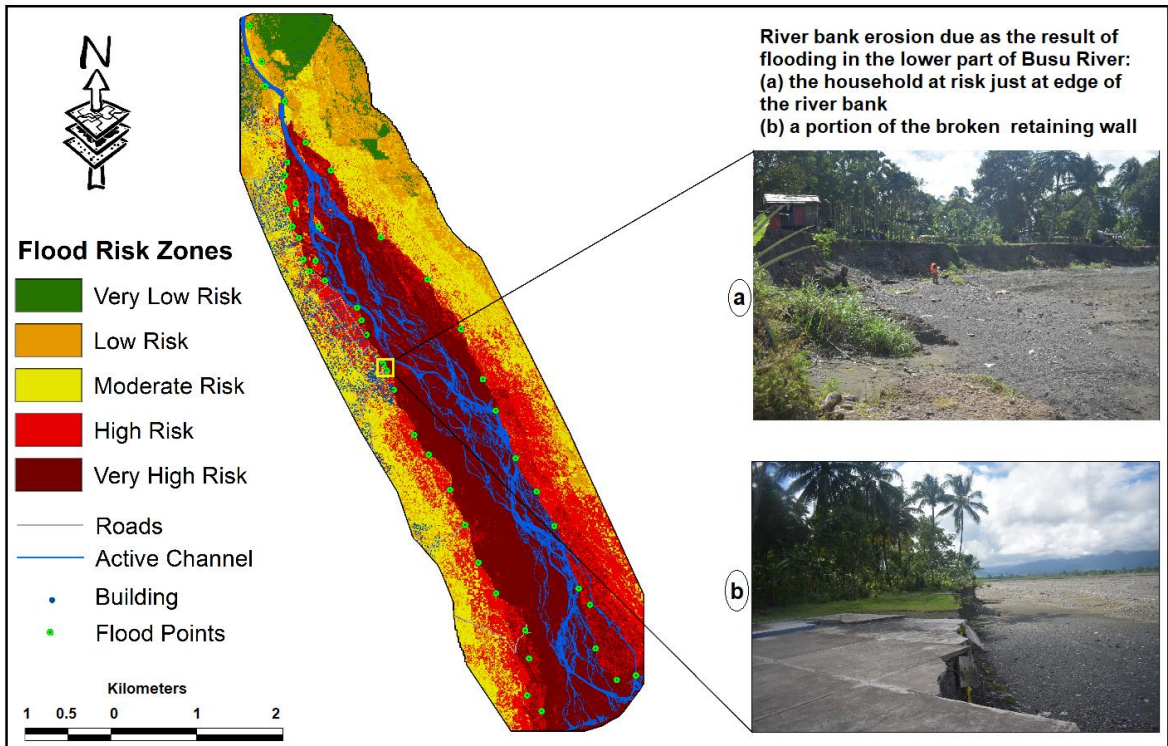 N
Flood Risk Zones
Very Low Risk
Low Risk
Moderate Risk
High Risk
Very High Risk
Roads
Active Channel
Building
Flood Points
Kilometers
1 0.5 0 1 2
River bank erosion due as the result of
flooding in the lower part of Busu River:
(a) the household at risk just at edge of
the river bank
(b) a portion of the broken retaining wall
a
b